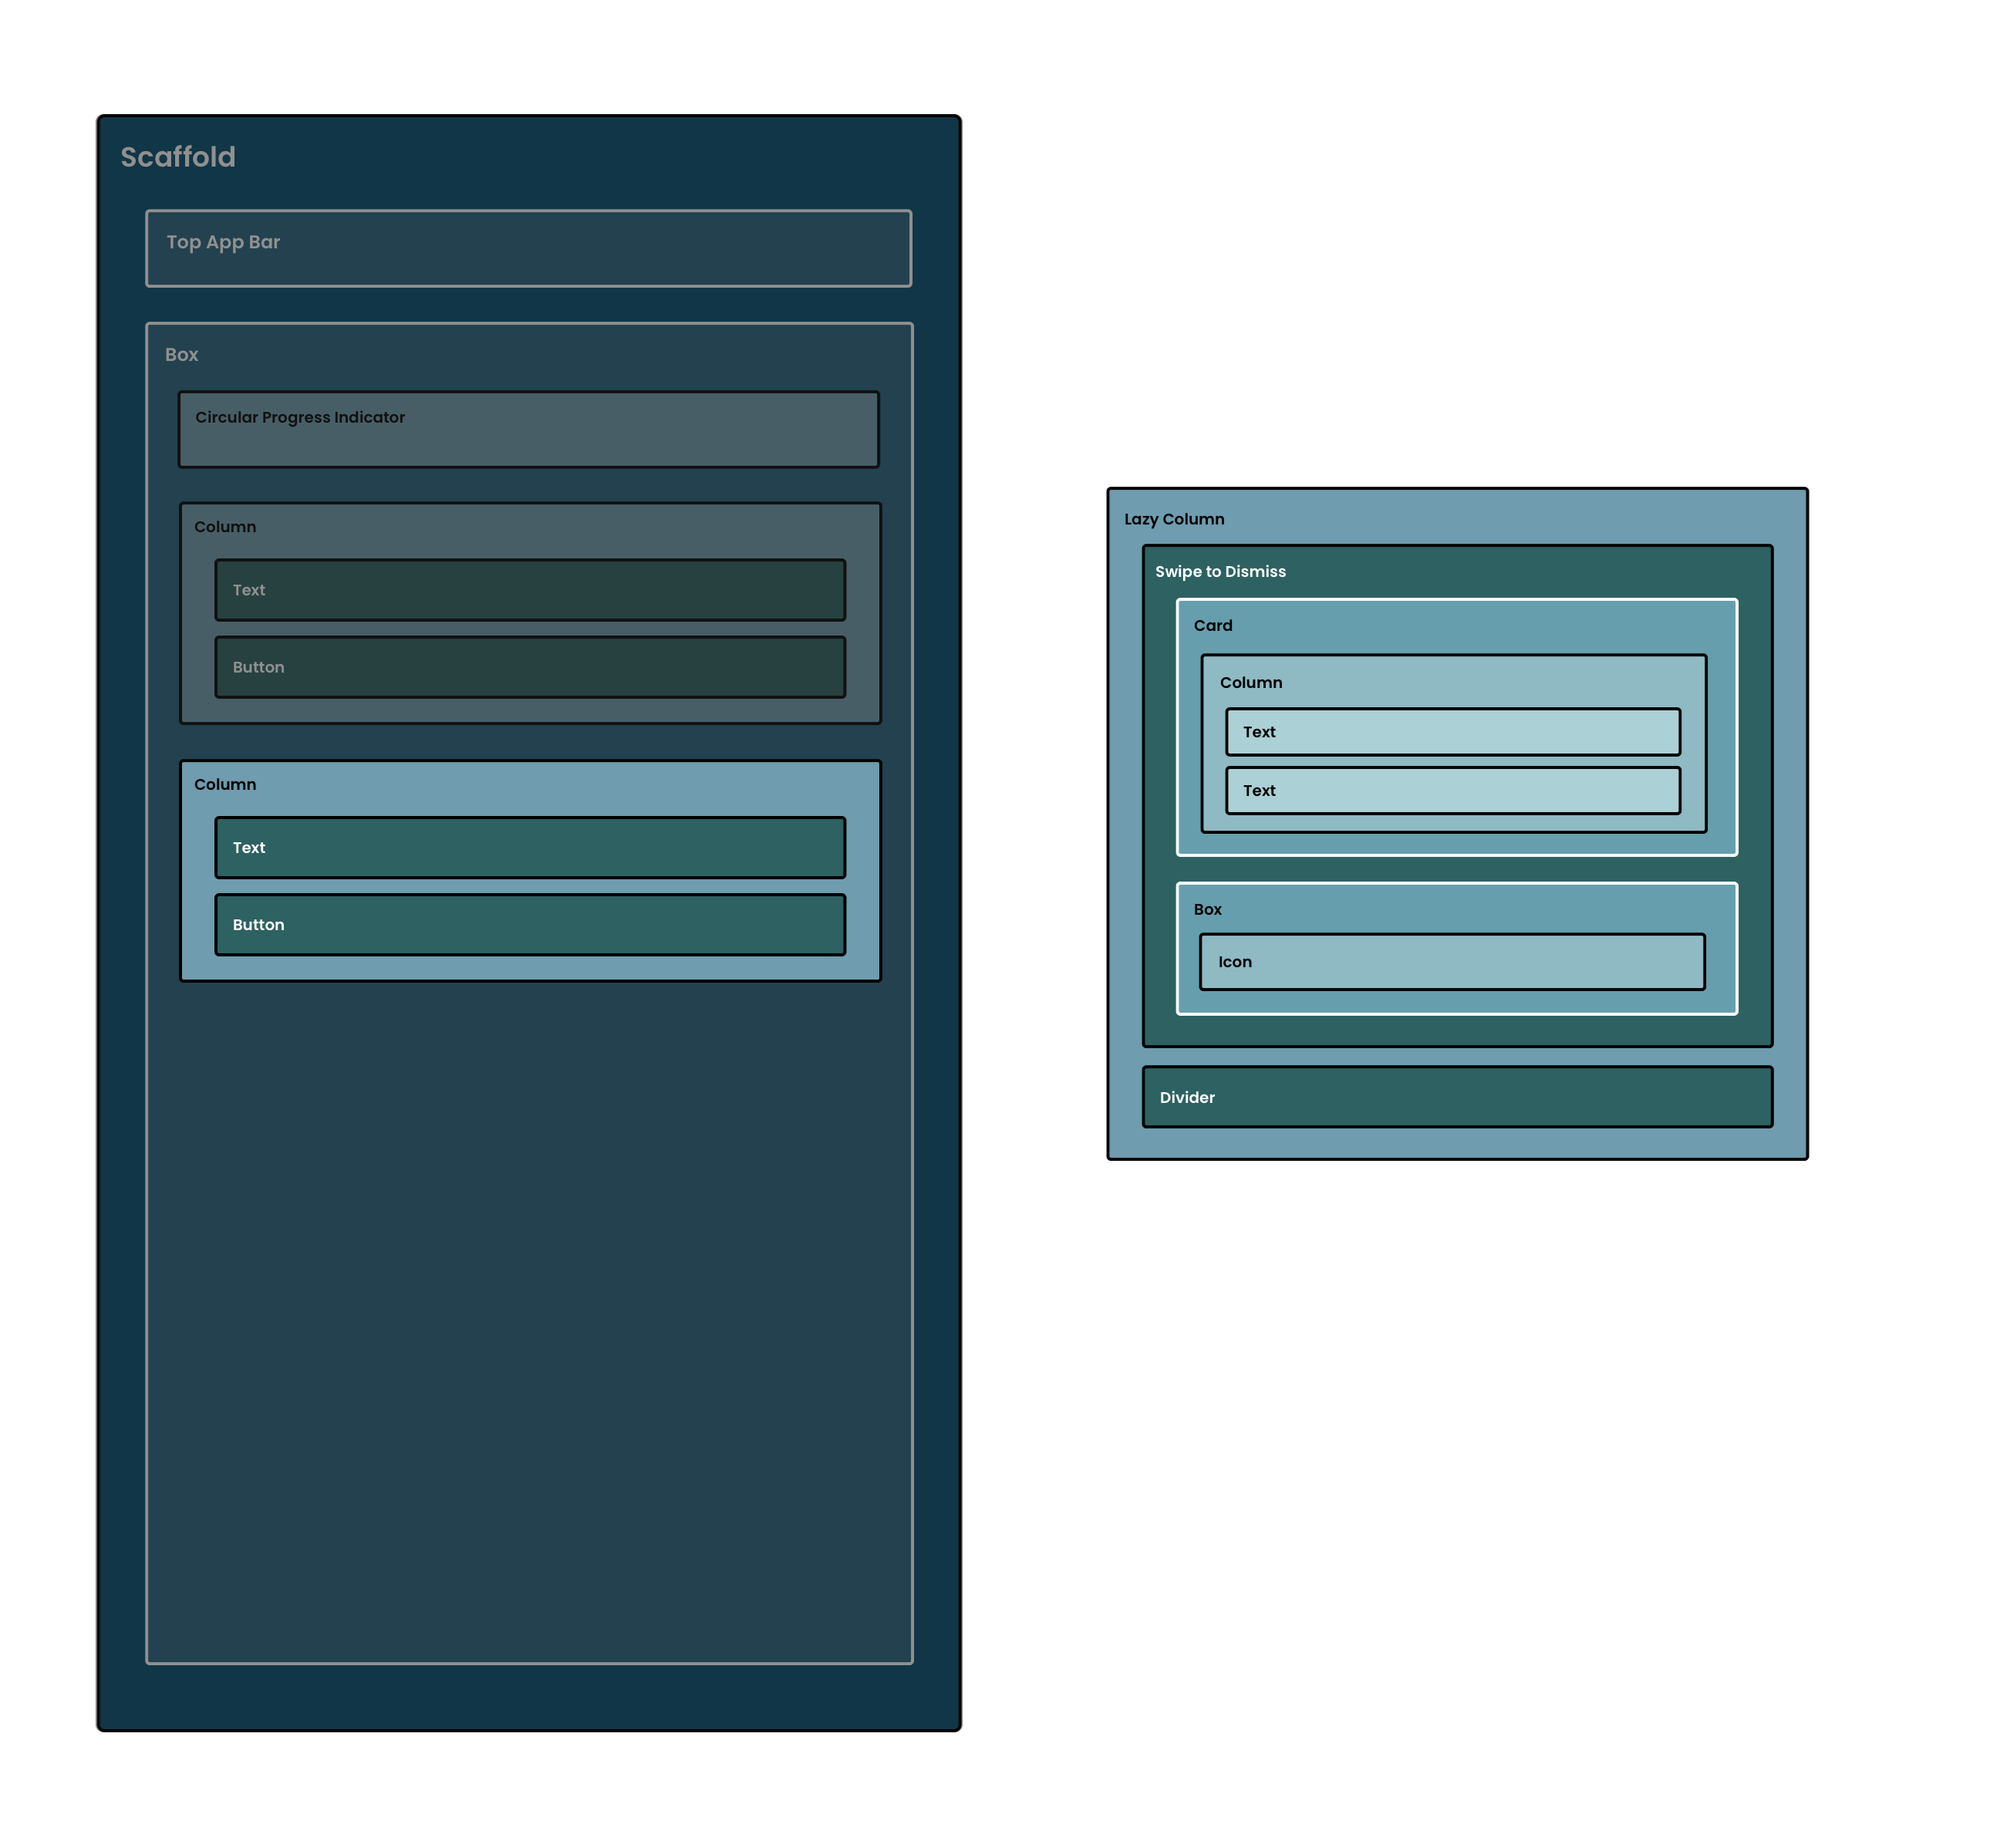 Scaffold
Top App Bar
Box
Circular Progress Indicator
Column
Text
Button
Column
Text
Button
Lazy Column
Swipe to Dismiss
Card
Column
Text
Text
Box
Icon
Divider